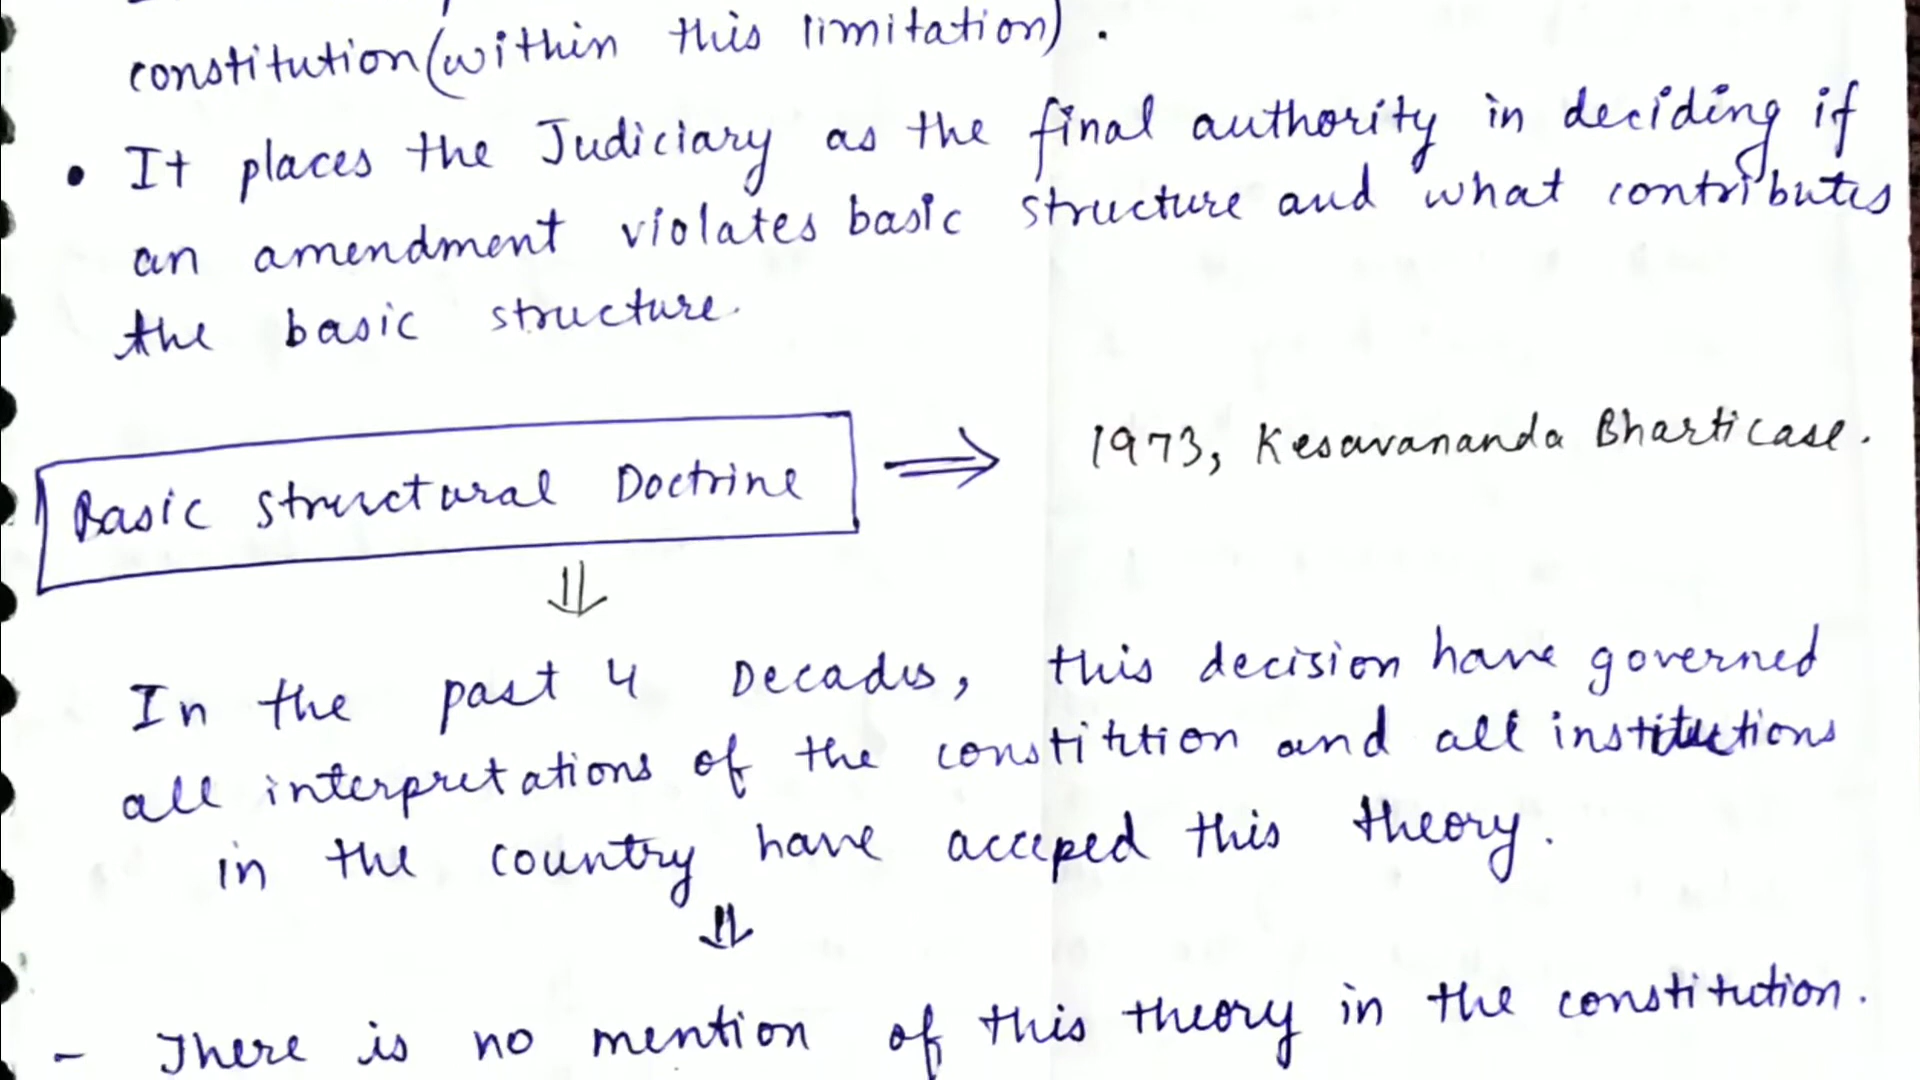 constitution(within this limitation).
• It places the Judiciary as the final authority in deciding if
an amendment violates basic structure and what contributes
the basic structure.
Basic structural Doctrine ⇒ 1973, Kesavananda Bharti case.
⇓
In the past 4 Decades, this decision have governed
all interpretations of the constitution and all institutions
in the country have acceped this theory.
⇓
- There is no mention of this theory in the constitution.